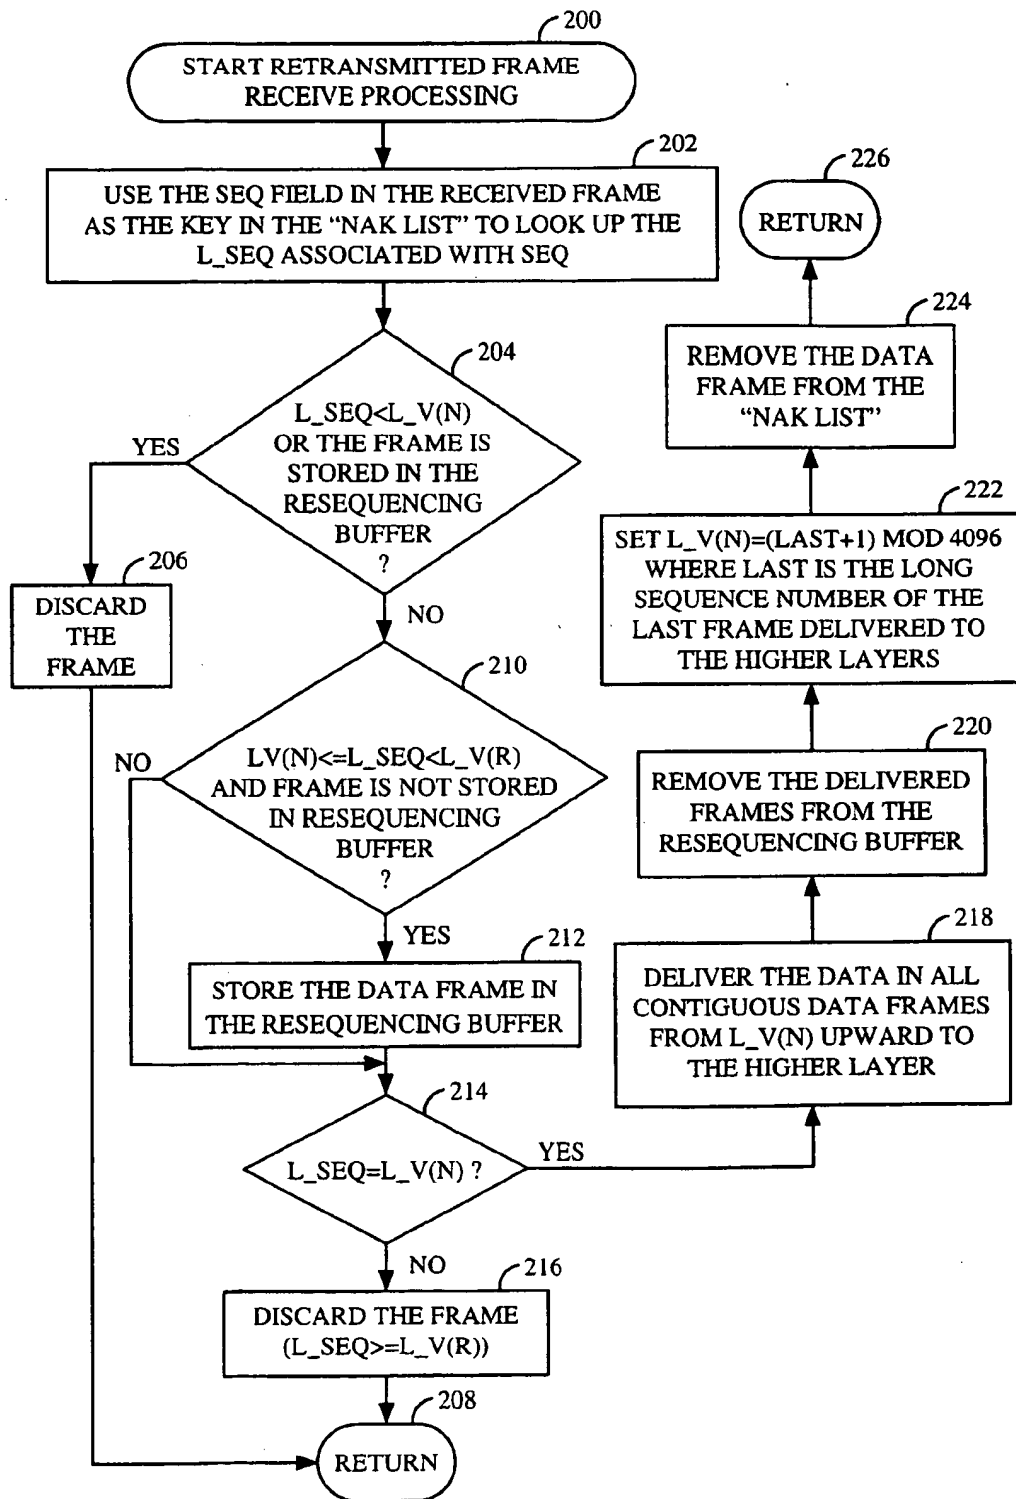 200
START RETRANSMITTED FRAME
RECEIVE PROCESSING
202
USE THE SEQ FIELD IN THE RECEIVED FRAME
AS THE KEY IN THE “NAK LIST” TO LOOK UP THE
L_SEQ ASSOCIATED WITH SEQ
204
L_SEQ<L_V(N)
OR THE FRAME IS
STORED IN THE
RESEQUENCING
BUFFER
?
YES
NO
206
DISCARD
THE
FRAME
210
LV(N)<=L_SEQ<L_V(R)
AND FRAME IS NOT STORED
IN RESEQUENCING
BUFFER
?
NO
YES
212
STORE THE DATA FRAME IN
THE RESEQUENCING BUFFER
214
L_SEQ=L_V(N) ?
YES
NO
216
DISCARD THE FRAME
(L_SEQ>=L_V(R))
208
RETURN
218
DELIVER THE DATA IN ALL
CONTIGUOUS DATA FRAMES
FROM L_V(N) UPWARD TO
THE HIGHER LAYER
220
REMOVE THE DELIVERED
FRAMES FROM THE
RESEQUENCING BUFFER
222
SET L_V(N)=(LAST+1) MOD 4096
WHERE LAST IS THE LONG
SEQUENCE NUMBER OF THE
LAST FRAME DELIVERED TO
THE HIGHER LAYERS
224
REMOVE THE DATA
FRAME FROM THE
“NAK LIST”
226
RETURN